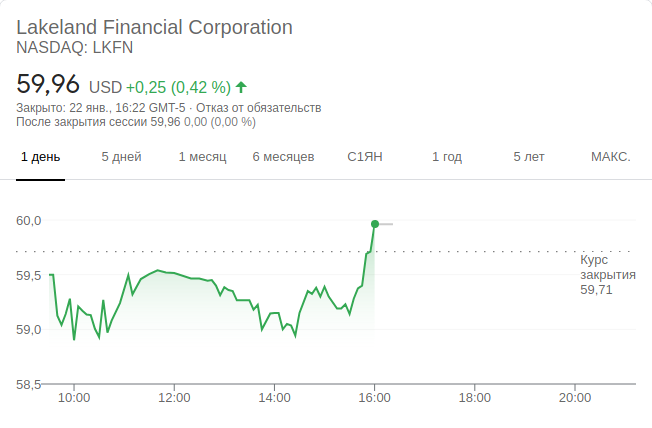 Lakeland Financial Corporation
NASDAQ: LKFN
59,96 USD +0,25 (0,42 %)
Закрыто: 22 янв., 16:22 GMT-5 · Отказ от обязательств
После закрытия сессии 59,96 0,00 (0,00 %)
1 день 5 дней 1 месяц 6 месяцев С1ЯН 1 год 5 лет МАКС.
60,0
Курс
закрытия
59,71
59,5
59,0
58,5
10:00 12:00 14:00 16:00 18:00 20:00